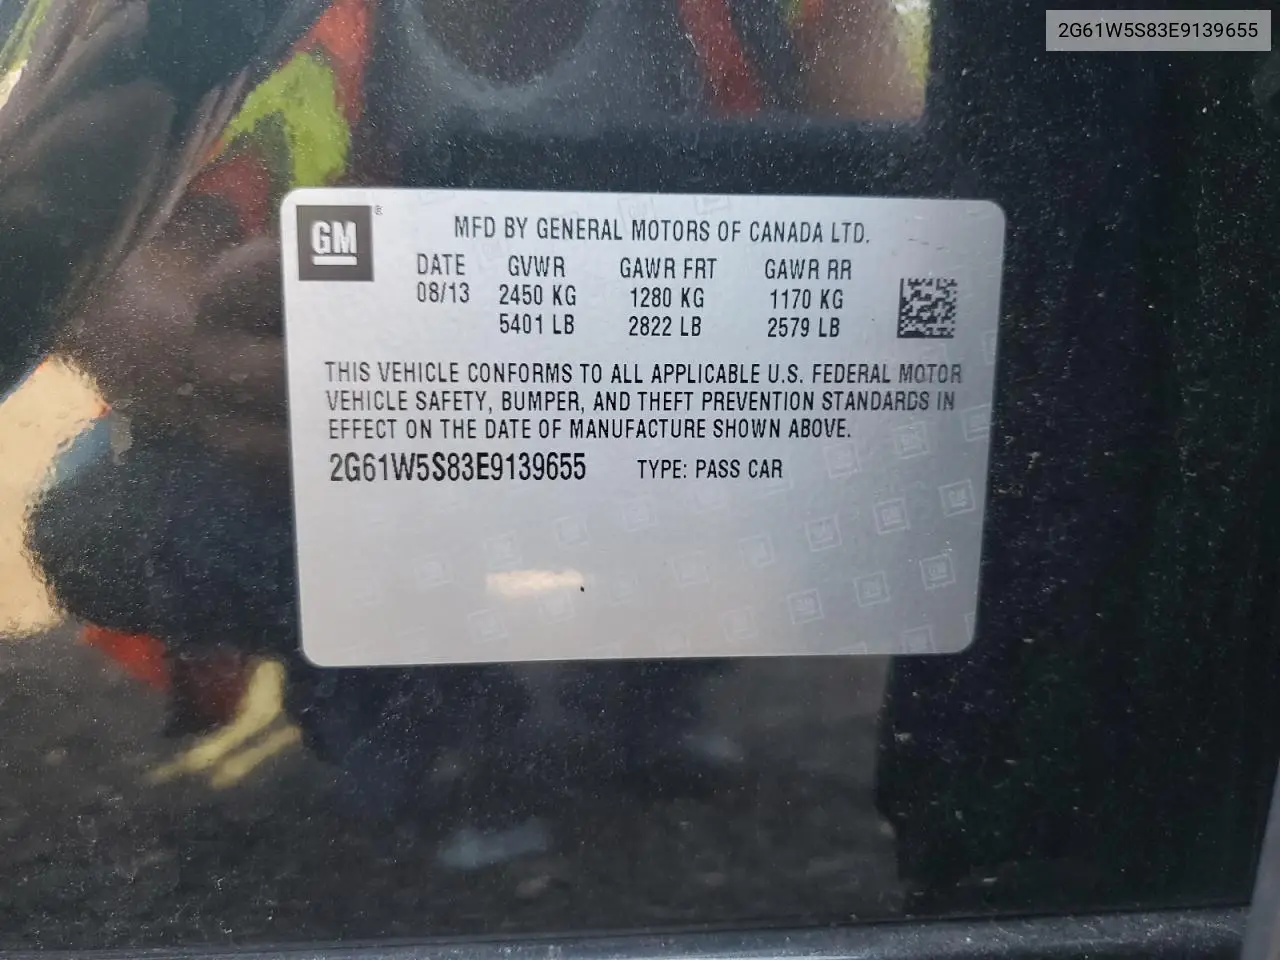 2G61W5S83E9139655
GM ® MFD BY GENERAL MOTORS OF CANADA LTD.
DATE GVWR GAWR FRT GAWR RR
08/13 2450 KG 1280 KG 1170 KG
5401 LB 2822 LB 2579 LB
THIS VEHICLE CONFORMS TO ALL APPLICABLE U.S. FEDERAL MOTOR
VEHICLE SAFETY, BUMPER, AND THEFT PREVENTION STANDARDS IN
EFFECT ON THE DATE OF MANUFACTURE SHOWN ABOVE.
2G61W5S83E9139655 TYPE: PASS CAR